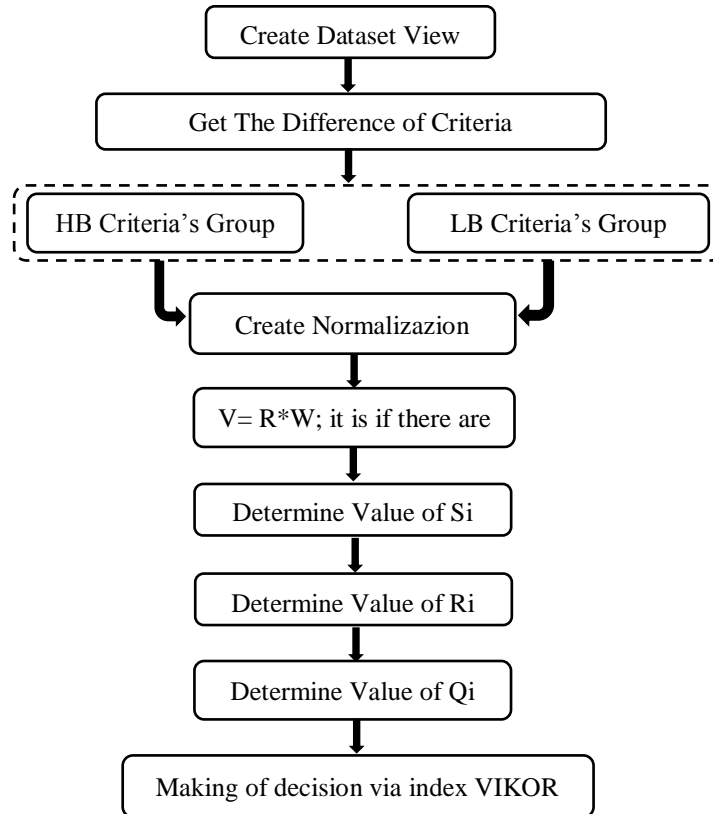 Create Dataset View
Get The Difference of Criteria
HB Criteria’s Group
LB Criteria’s Group
Create Normalizazion
V= R*W; it is if there are
Determine Value of Si
Determine Value of Ri
Determine Value of Qi
Making of decision via index VIKOR